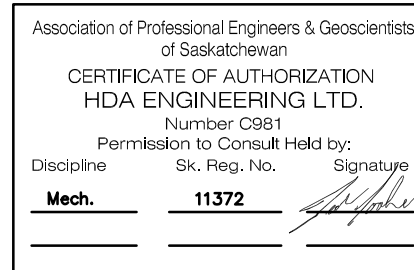 Association of Professional Engineers & Geoscientists
of Saskatchewan
CERTIFICATE OF AUTHORIZATION
HDA ENGINEERING LTD.
Number C981
Permission to Consult Held by:
Discipline Sk. Reg. No. Signature
Mech. 11372